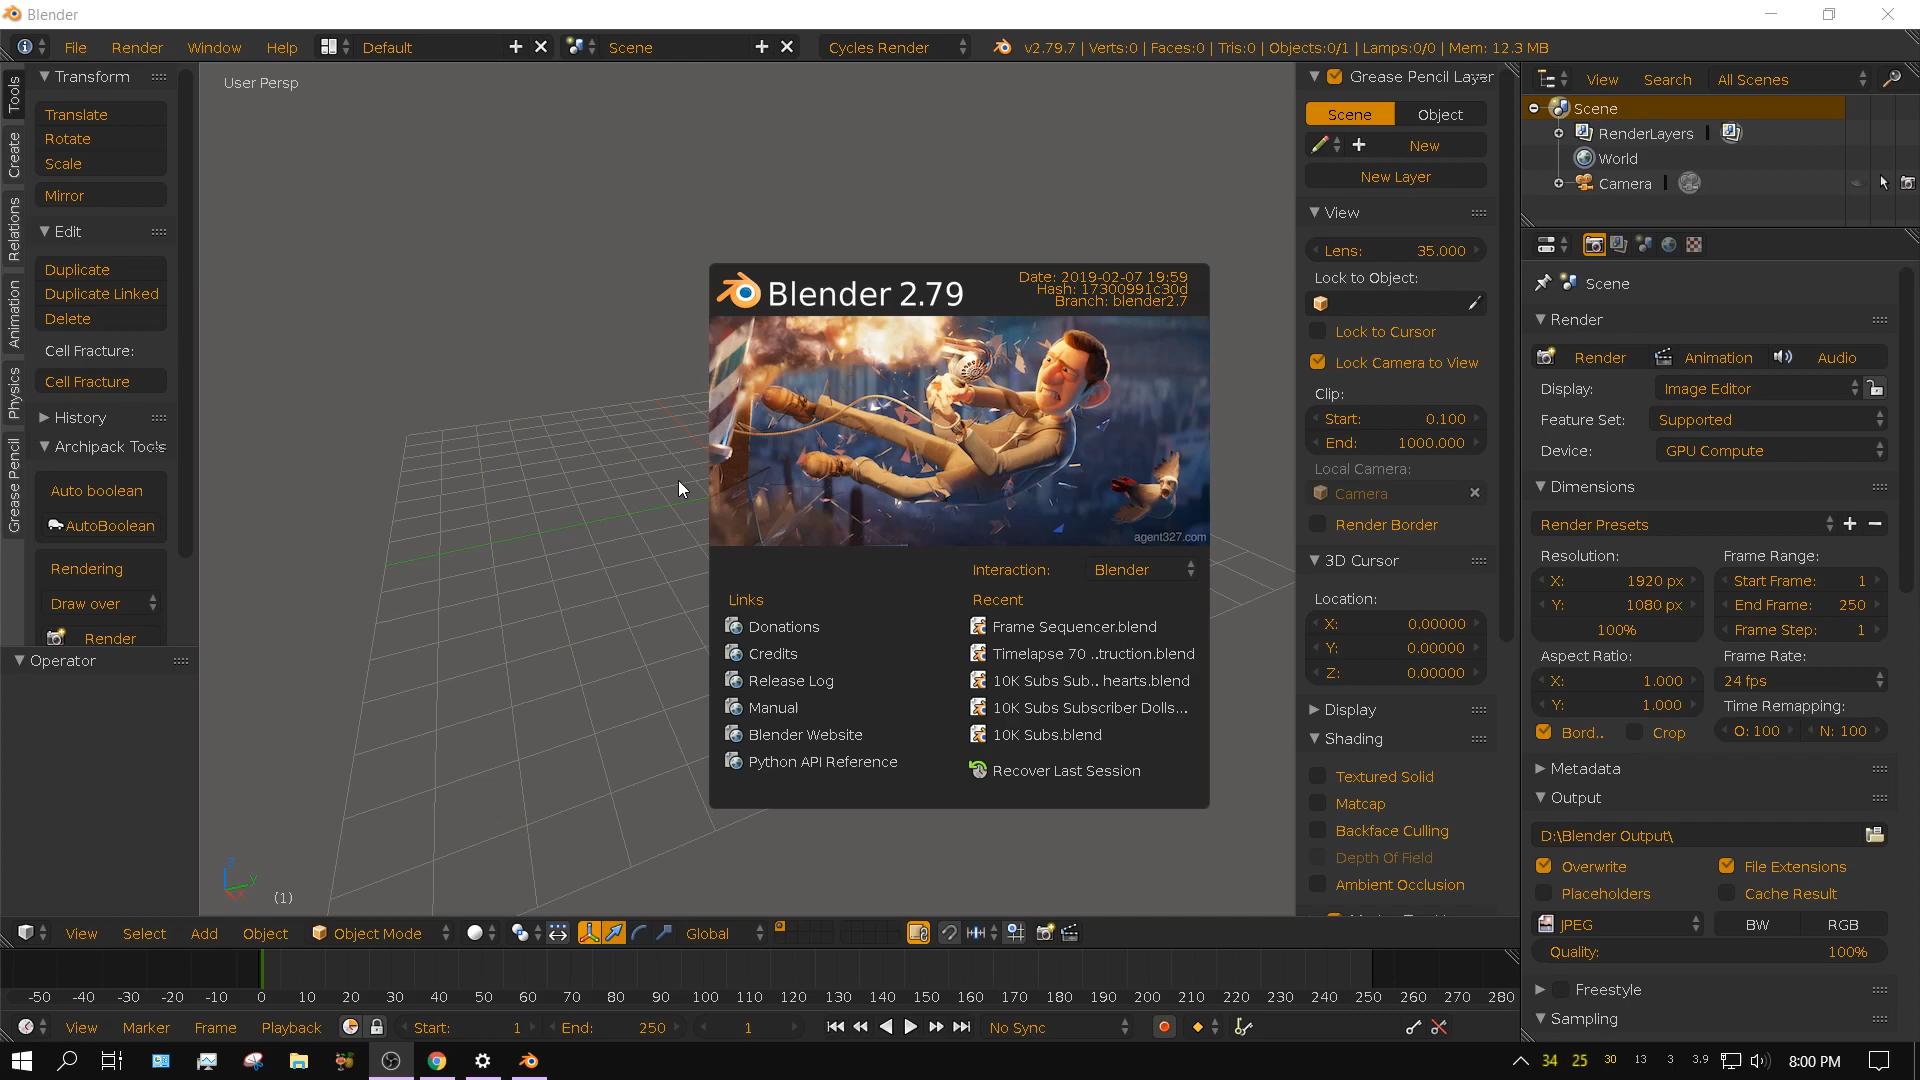 Blender
File Render Window Help Default Scene Cycles Render v2.79.7 | Verts:0 | Faces:0 | Tris:0 | Objects:0/1 | Lamps:0/0 | Mem: 12.3 MB
Tools
Create
Relations
Animation
Physics
Grease Pencil
Transform
Translate
Rotate
Scale
Mirror
Edit
Duplicate
Duplicate Linked
Delete
Cell Fracture:
Cell Fracture
History
Archipack Tools
Auto boolean
AutoBoolean
Rendering
Draw over
Render
Operator
User Persp
Blender 2.79
Date: 2019-02-07 19:59
Hash: 17300991c30d
Branch: blender2.7
agent327.com
Interaction: Blender
Links
Donations
Credits
Release Log
Manual
Blender Website
Python API Reference
Recent
Frame Sequencer.blend
Timelapse 70 ..truction.blend
10K Subs Sub.. hearts.blend
10K Subs Subscriber Dolls...
10K Subs.blend
Recover Last Session
z
y
x
(1)
Grease Pencil Layer
Scene Object
New
New Layer
View
Lens: 35.000
Lock to Object:
Lock to Cursor
Lock Camera to View
Clip:
Start: 0.100
End: 1000.000
Local Camera:
Camera
Render Border
3D Cursor
Location:
X: 0.00000
Y: 0.00000
Z: 0.00000
Display
Shading
Textured Solid
Matcap
Backface Culling
Depth Of Field
Ambient Occlusion
View Search All Scenes
Scene
RenderLayers |
World
Camera |
Scene
Render
Render Animation Audio
Display: Image Editor
Feature Set: Supported
Device: GPU Compute
Dimensions
Render Presets
Resolution: Frame Range:
X: 1920 px Start Frame: 1
Y: 1080 px End Frame: 250
100% Frame Step: 1
Aspect Ratio: Frame Rate:
X: 1.000 24 fps
Y: 1.000 Time Remapping:
Bord.. Crop O: 100 N: 100
Metadata
Output
D:\Blender Output\
Overwrite File Extensions
Placeholders Cache Result
JPEG BW RGB
Quality: 100%
Freestyle
Sampling
View Select Add Object Object Mode Global
-50 -40 -30 -20 -10 0 10 20 30 40 50 60 70 80 90 100 110 120 130 140 150 160 170 180 190 200 210 220 230 240 250 260 270 280
View Marker Frame Playback Start: 1 End: 250 1 No Sync
34 25 30 13 3 3.9 8:00 PM